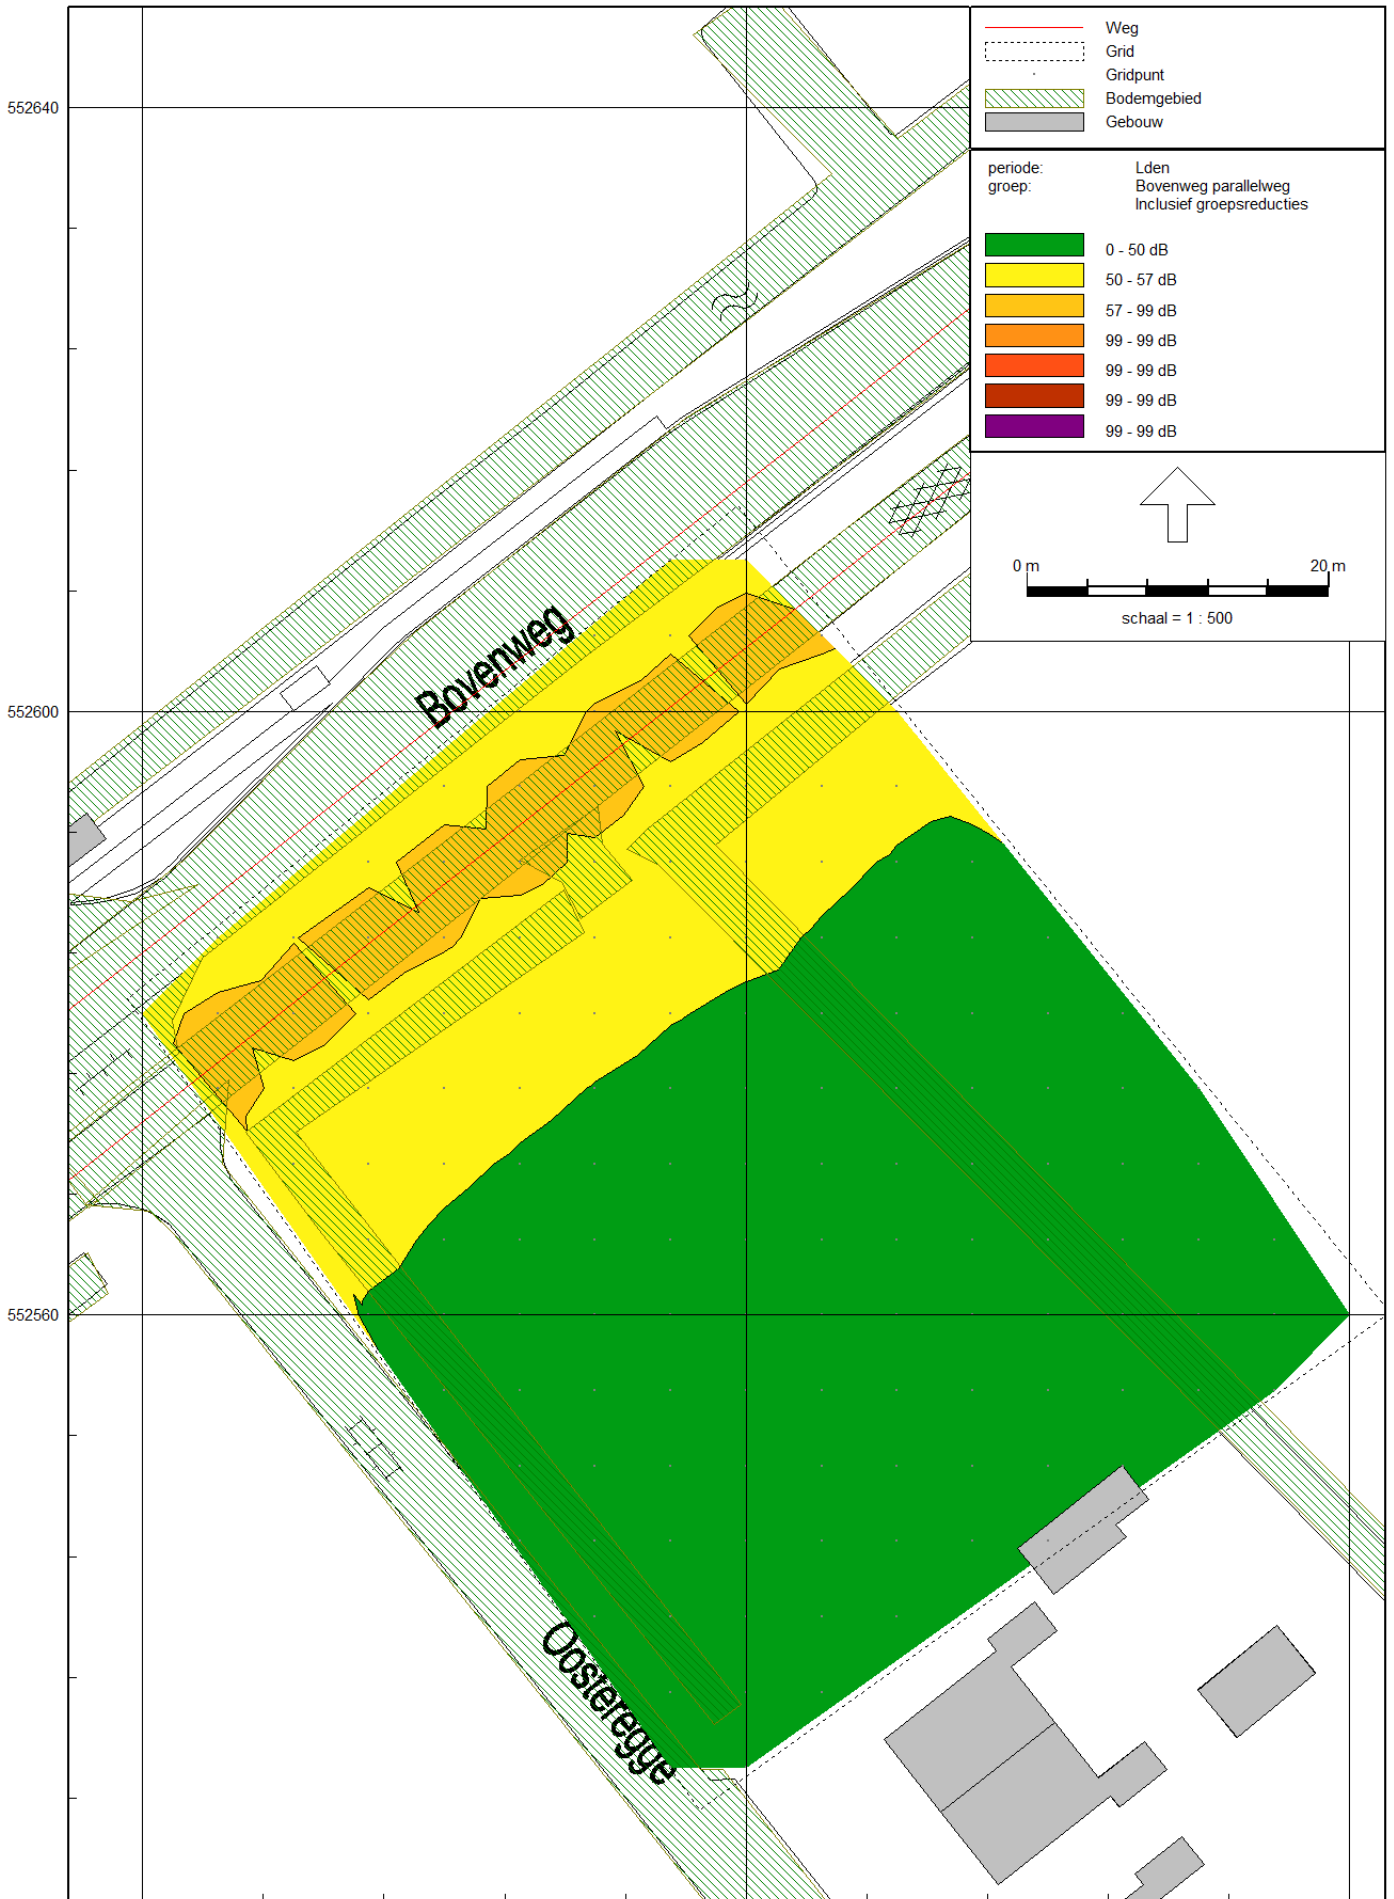 Weg
Grid
Gridpunt
Bodemgebied
Gebouw
periode: Lden
groep: Bovenweg parallelweg
Inclusief groepsreducties
0 - 50 dB
50 - 57 dB
57 - 99 dB
99 - 99 dB
99 - 99 dB
99 - 99 dB
99 - 99 dB
0 m 20 m
schaal = 1 : 500
552640
552600
552560
Bovenweg
Oosteregge